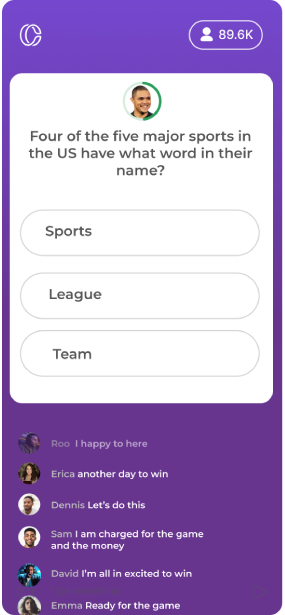 89.6K
Four of the five major sports in
the US have what word in their
name?
Sports
League
Team
Roo I happy to here
Erica another day to win
Dennis Let's do this
Sam I am charged for the game
and the money
David I'm all in excited to win
Emma Ready for the game